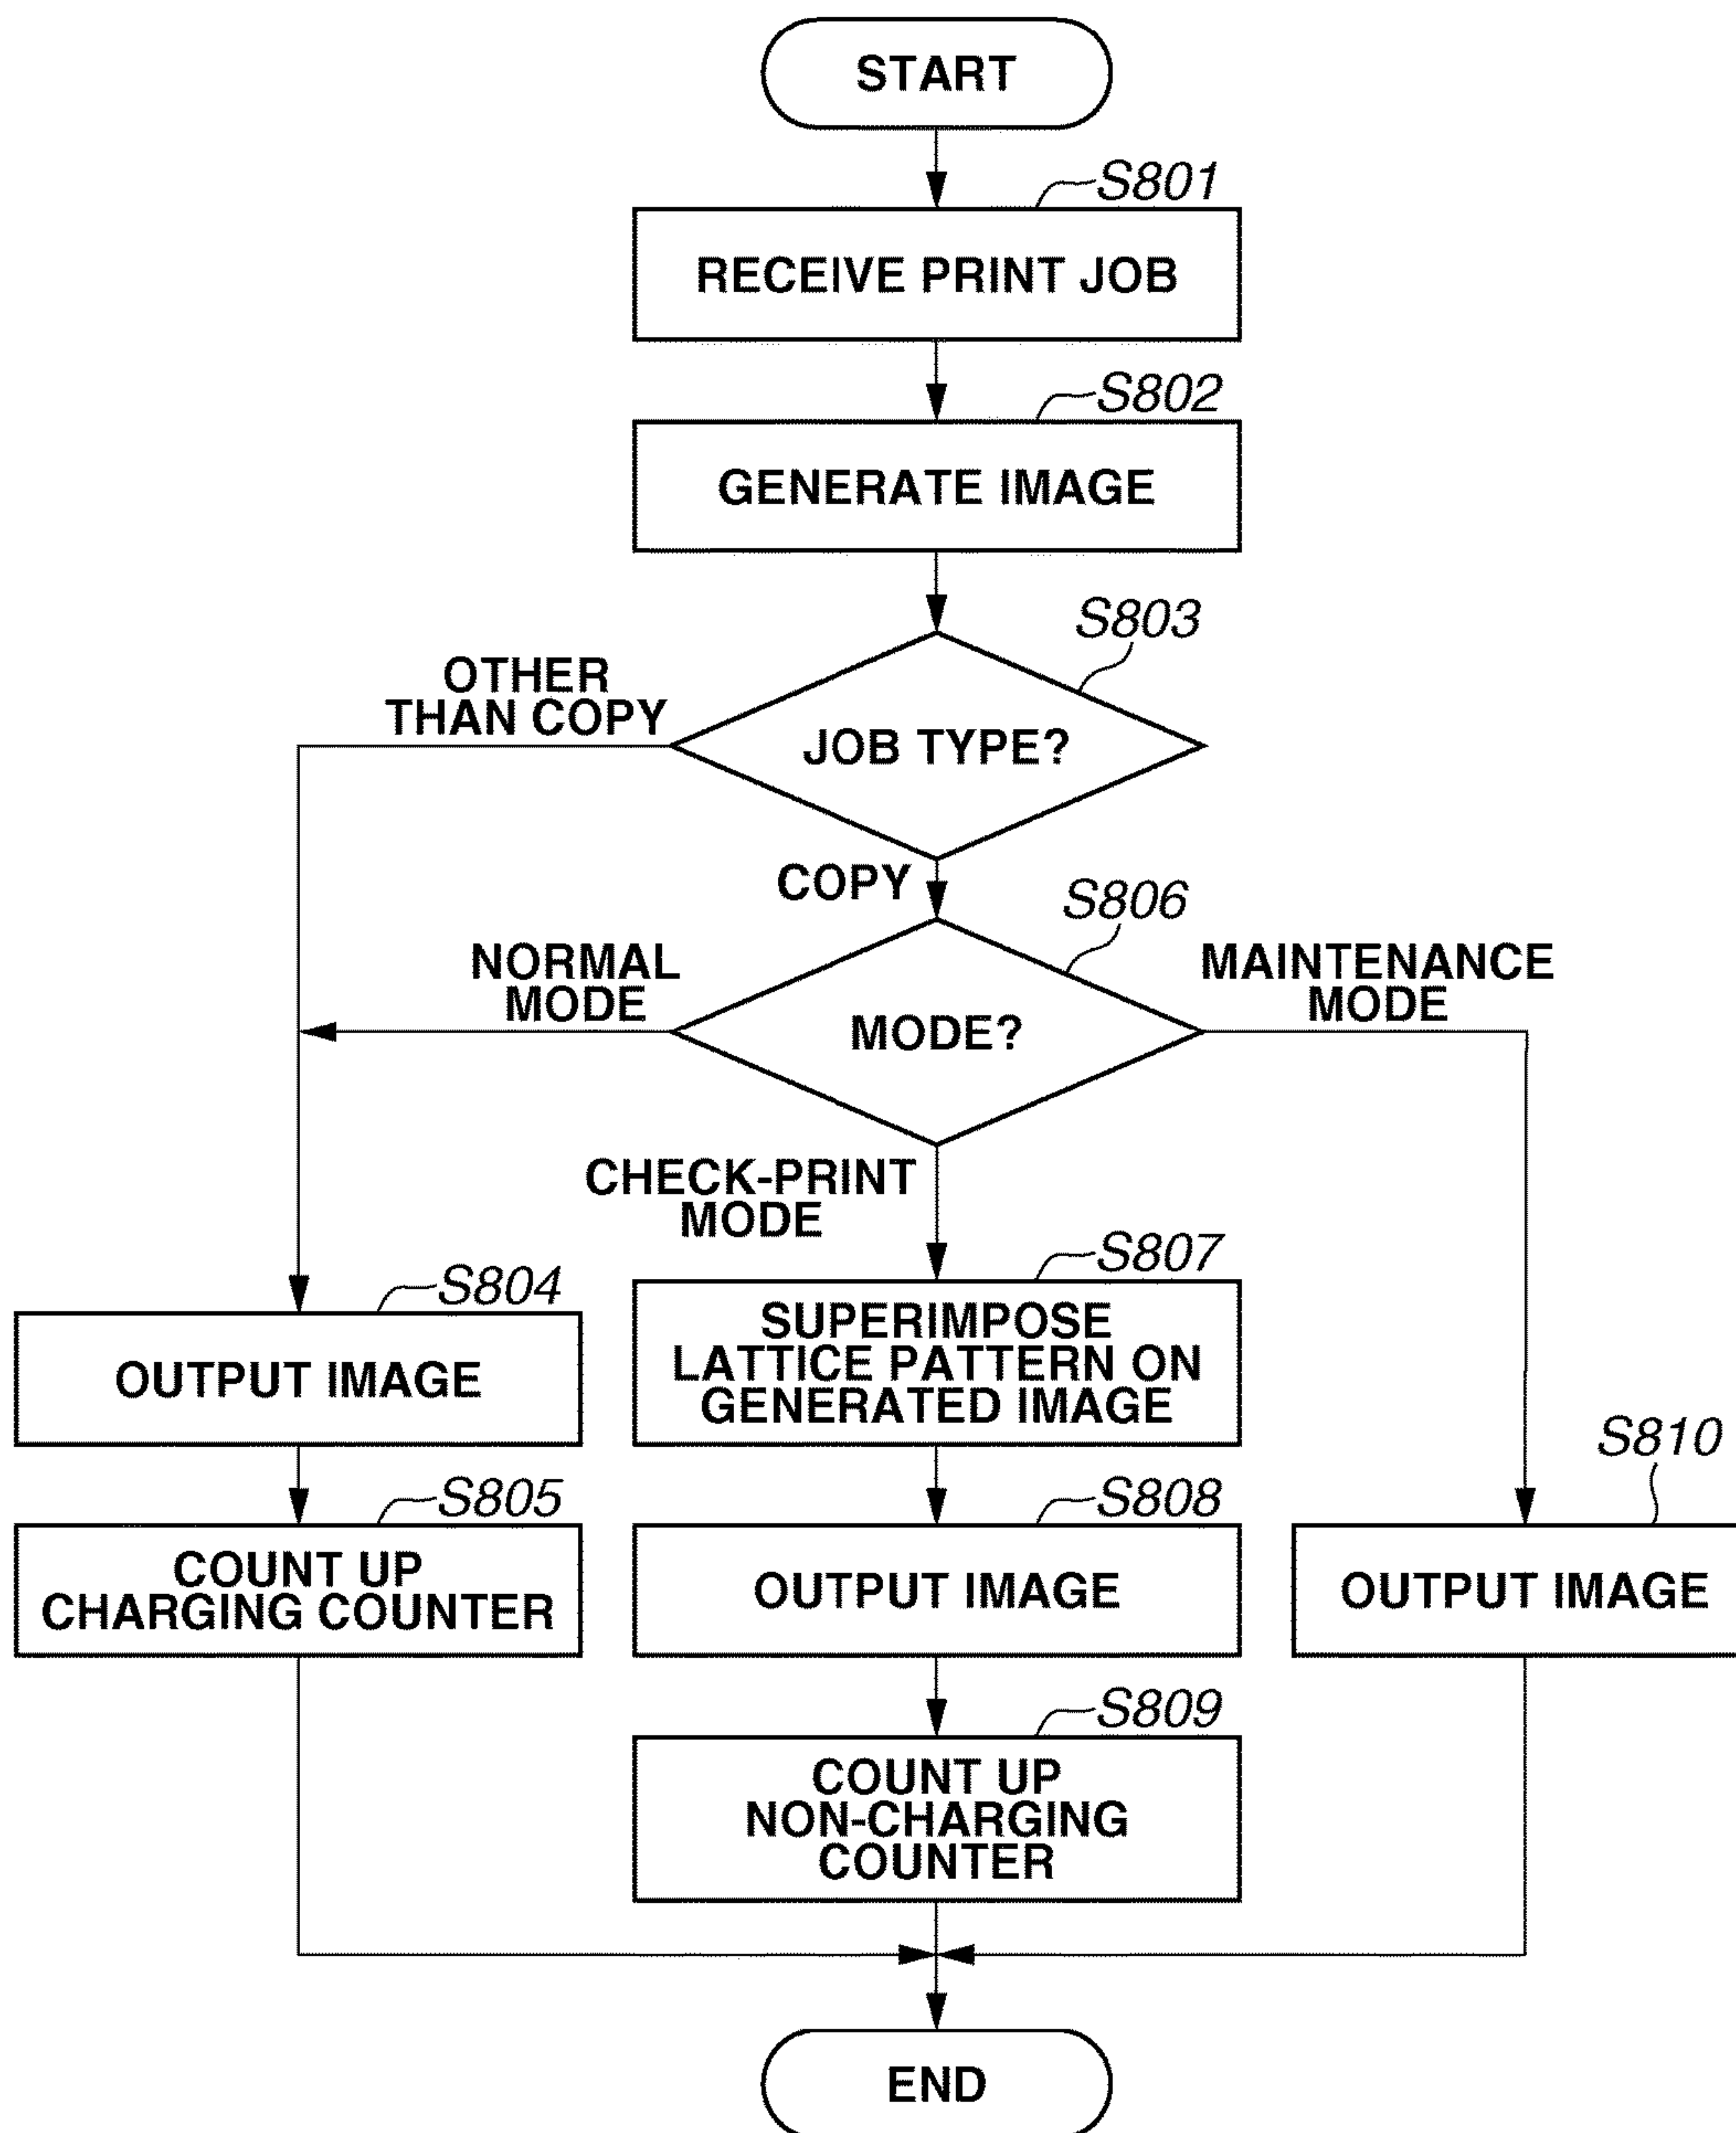 START
S801
RECEIVE PRINT JOB
S802
GENERATE IMAGE
S803
OTHER
THAN COPY
JOB TYPE?
COPY
S806
NORMAL
MODE
MODE?
MAINTENANCE
MODE
CHECK-PRINT
MODE
S804
OUTPUT IMAGE
S805
COUNT UP
CHARGING COUNTER
S807
SUPERIMPOSE
LATTICE PATTERN ON
GENERATED IMAGE
S808
OUTPUT IMAGE
S809
COUNT UP
NON-CHARGING
COUNTER
S810
OUTPUT IMAGE
END